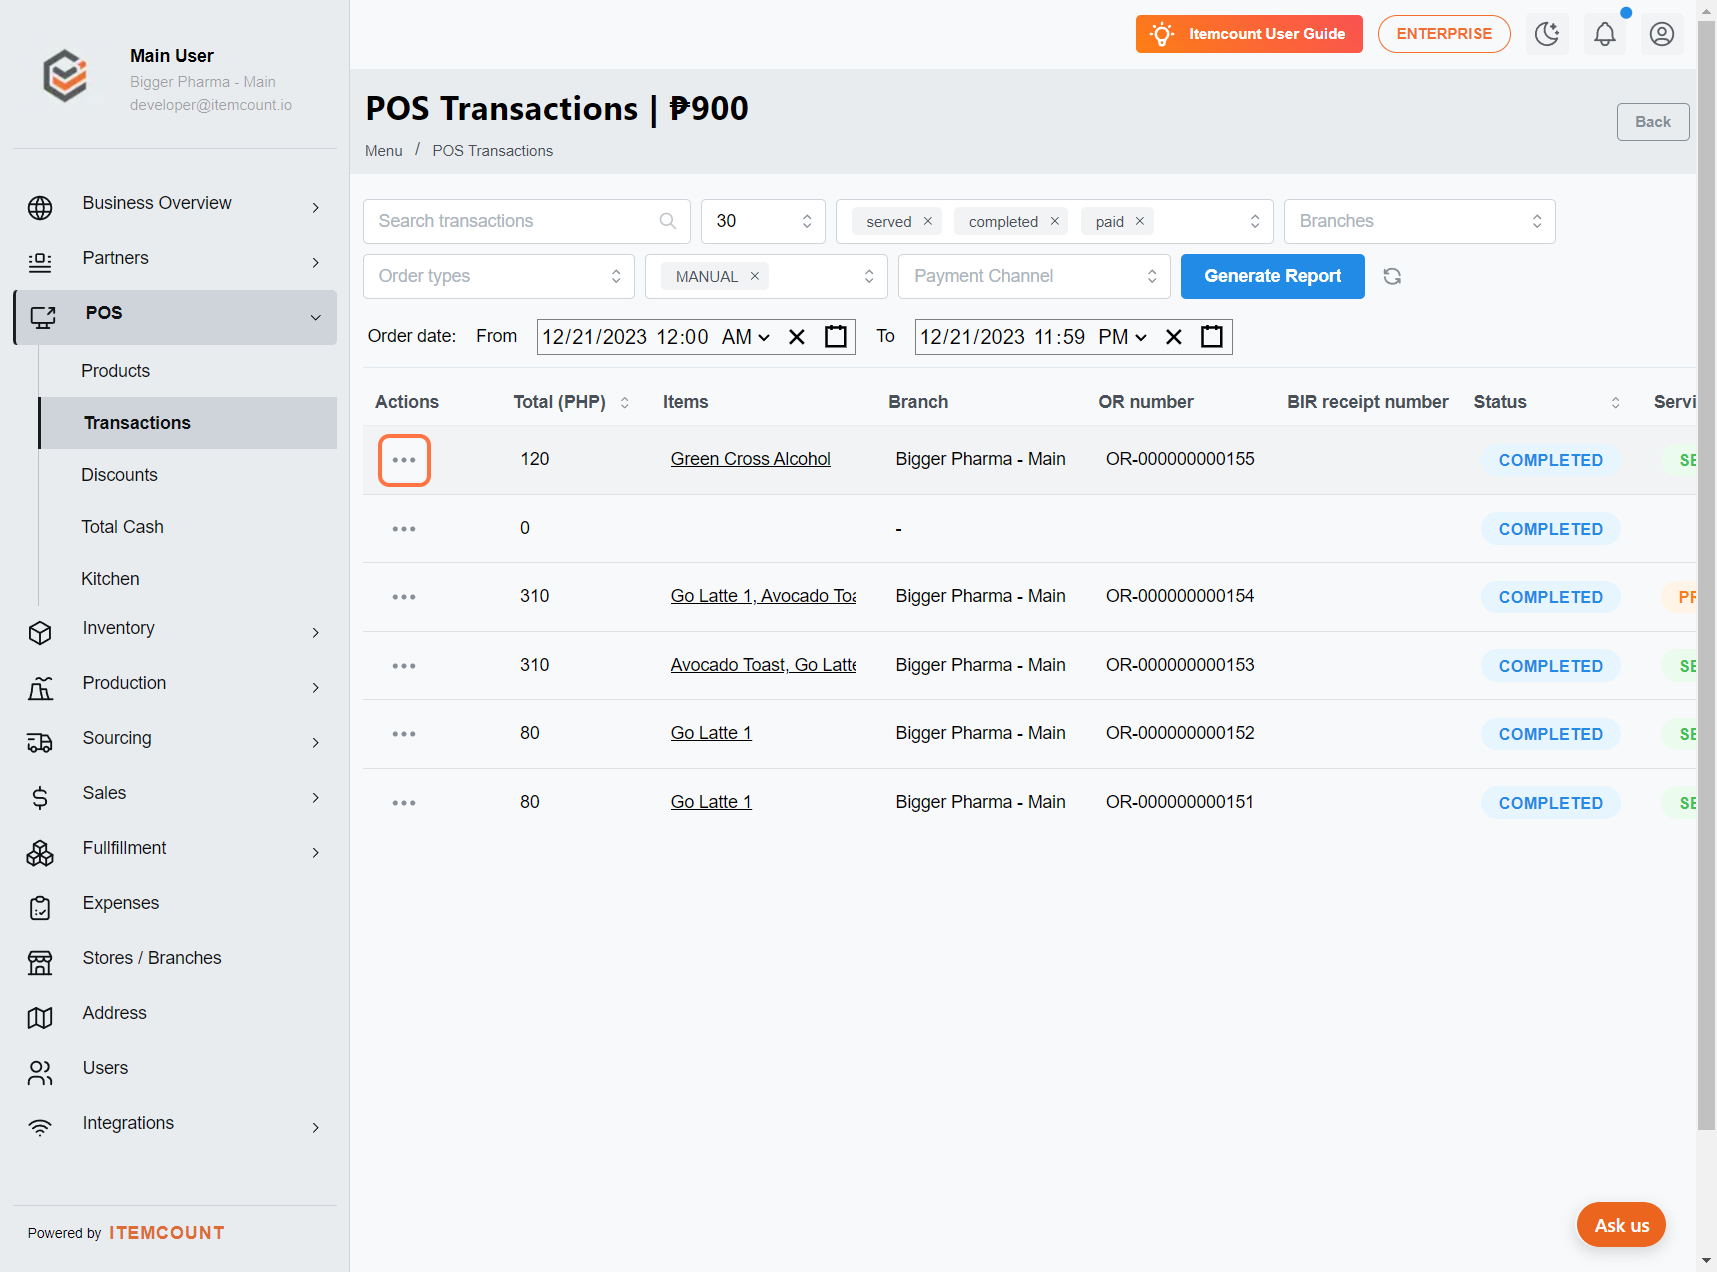 Main User
Bigger Pharma - Main
developer@itemcount.io
Itemcount User Guide
ENTERPRISE
POS Transactions | ₱900
Menu / POS Transactions
Back
Business Overview
Partners
POS
Products
Transactions
Discounts
Total Cash
Kitchen
Inventory
Production
Sourcing
Sales
Fullfillment
Expenses
Stores / Branches
Address
Users
Integrations
Powered by ITEMCOUNT
Search transactions
30
served × completed × paid ×
Branches
Order types
MANUAL ×
Payment Channel
Generate Report
Order date: From 12/21/2023 12:00 AM To 12/21/2023 11:59 PM
Actions Total (PHP) Items Branch OR number BIR receipt number Status Servi
120 Green Cross Alcohol Bigger Pharma - Main OR-000000000155 COMPLETED SE
0 - COMPLETED
310 Go Latte 1, Avocado Toa Bigger Pharma - Main OR-000000000154 COMPLETED PR
310 Avocado Toast, Go Latte Bigger Pharma - Main OR-000000000153 COMPLETED SE
80 Go Latte 1 Bigger Pharma - Main OR-000000000152 COMPLETED SE
80 Go Latte 1 Bigger Pharma - Main OR-000000000151 COMPLETED SE
Ask us